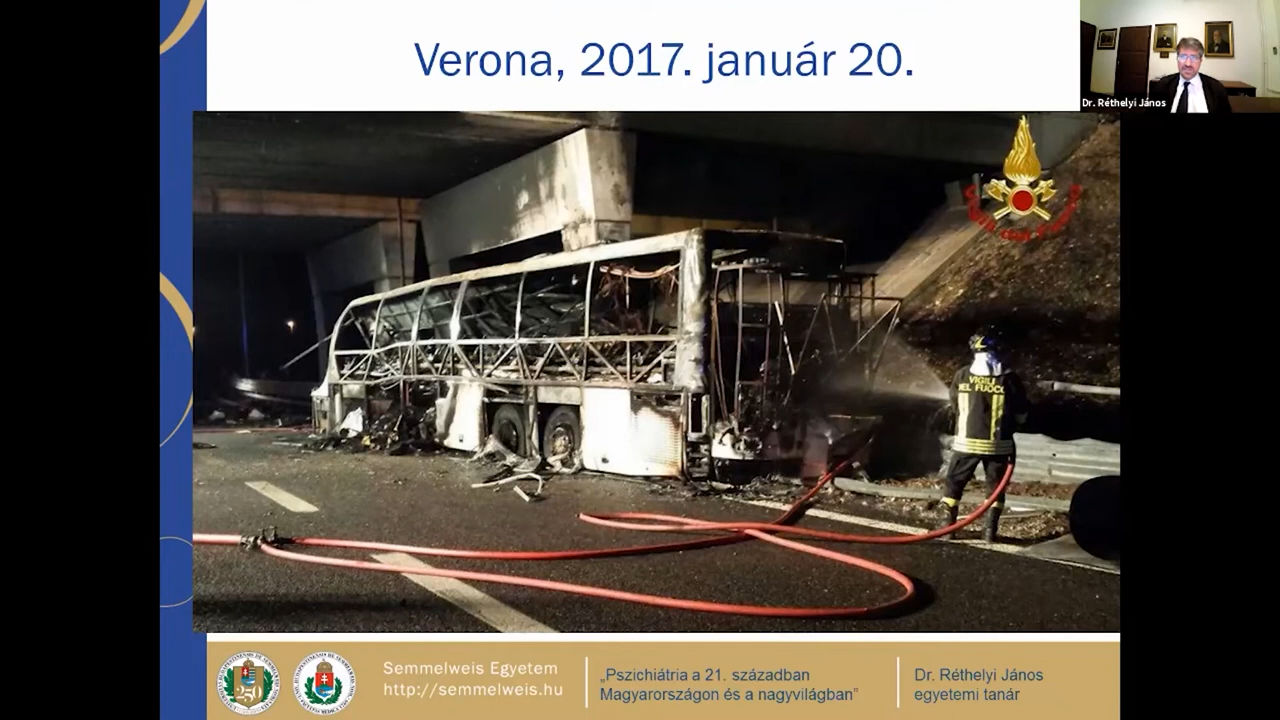 Verona, 2017. január 20.
Dr. Réthelyi János
VIGILI
DEL FUOCO
250
Semmelweis Egyetem
http://semmelweis.hu
„Pszichiátria a 21. században
Magyarországon és a nagyvilágban”
Dr. Réthelyi János
egyetemi tanár